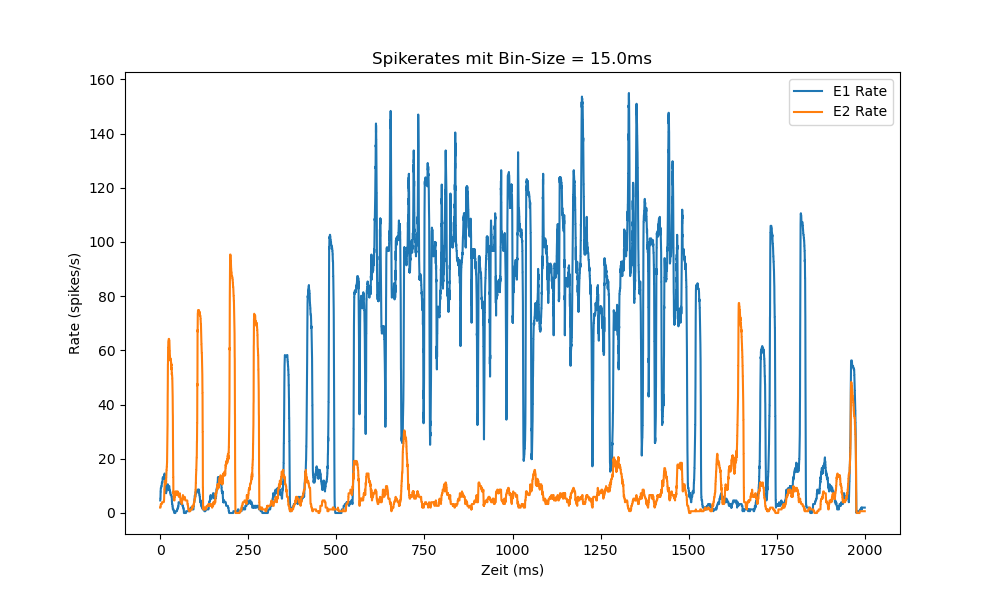 Spikerates mit Bin-Size = 15.0ms
E1 Rate
E2 Rate
Rate (spikes/s)
160
140
120
100
80
60
40
20
0
0 250 500 750 1000 1250 1500 1750 2000
Zeit (ms)